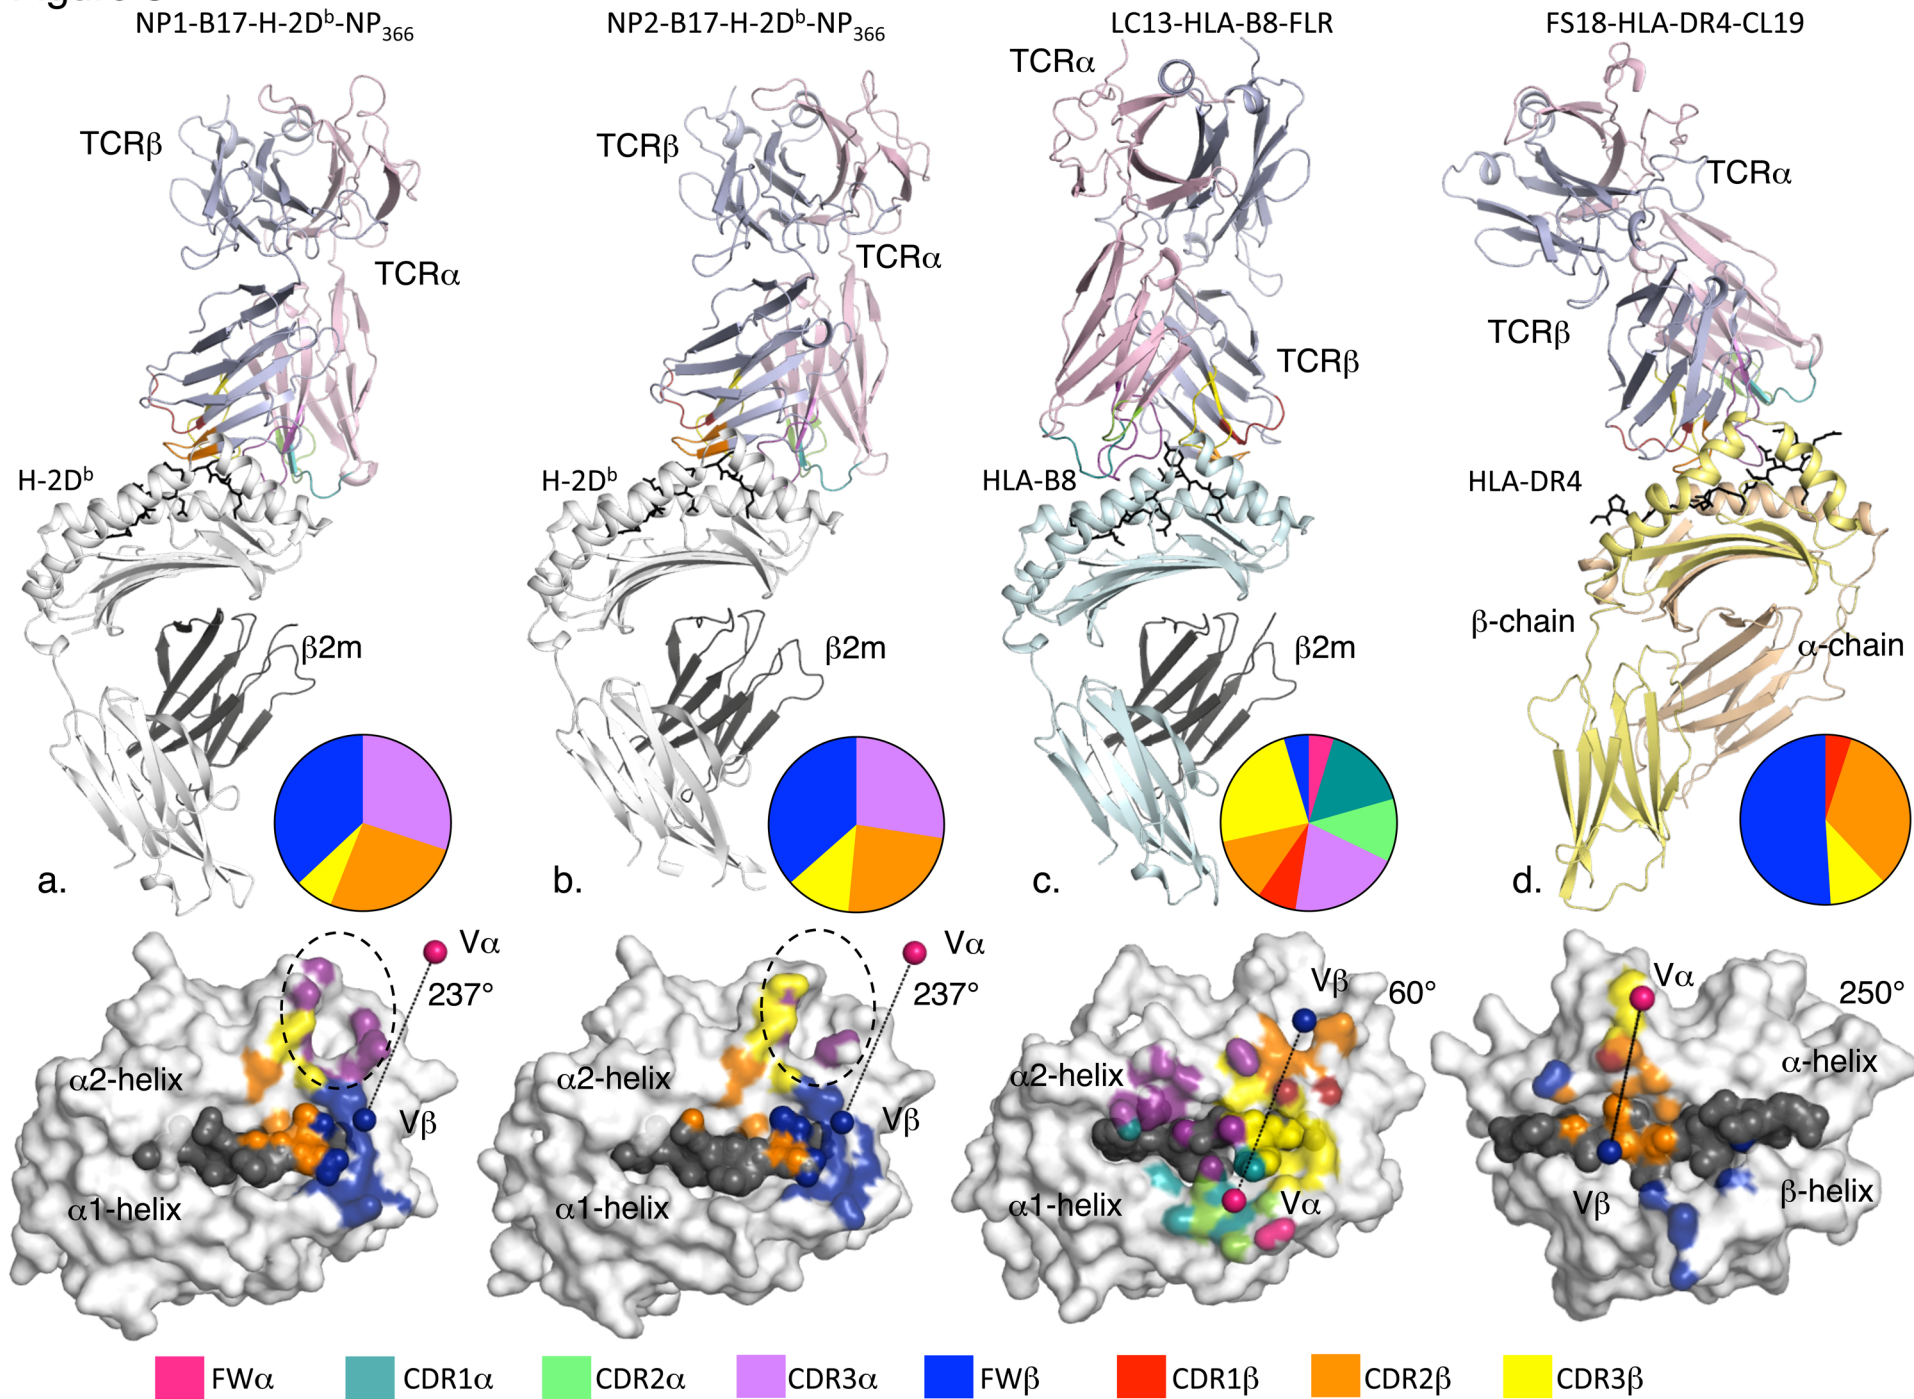 NP1-B17-H-2Dᵇ-NP₃₆₆
NP2-B17-H-2Dᵇ-NP₃₆₆
LC13-HLA-B8-FLR
FS18-HLA-DR4-CL19
TCRβ
TCRα
H-2Dᵇ
β2m
a.
TCRβ
TCRα
H-2Dᵇ
β2m
b.
TCRα
TCRβ
HLA-B8
β2m
c.
TCRα
TCRβ
HLA-DR4
β-chain
α-chain
d.
Vα
237°
α2-helix
Vβ
α1-helix
Vα
237°
α2-helix
Vβ
α1-helix
Vβ
60°
α2-helix
α1-helix
Vα
Vα
250°
α-helix
Vβ
β-helix
FWα
CDR1α
CDR2α
CDR3α
FWβ
CDR1β
CDR2β
CDR3β